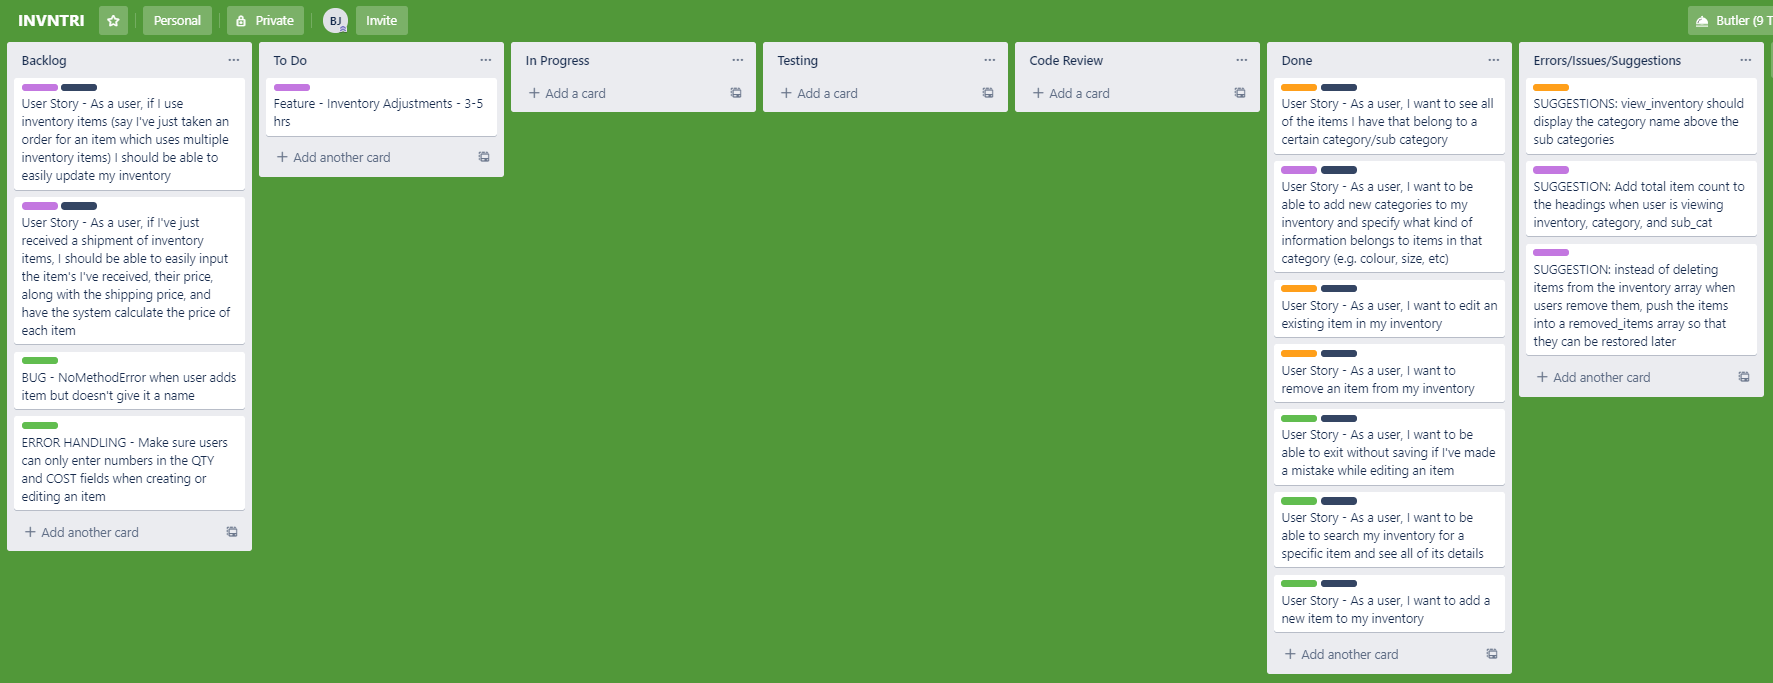 INVNTRI
Personal
Private
BJ
Invite
Butler (9 T
Backlog
User Story - As a user, if I use
inventory items (say I've just taken an
order for an item which uses multiple
inventory items) I should be able to
easily update my inventory
User Story - As a user, if I've just
received a shipment of inventory
items, I should be able to easily input
the item's I've received, their price,
along with the shipping price, and
have the system calculate the price of
each item
BUG - NoMethodError when user adds
item but doesn't give it a name
ERROR HANDLING - Make sure users
can only enter numbers in the QTY
and COST fields when creating or
editing an item
+ Add another card
To Do
Feature - Inventory Adjustments - 3-5
hrs
+ Add another card
In Progress
+ Add a card
Testing
+ Add a card
Code Review
+ Add a card
Done
User Story - As a user, I want to see all
of the items I have that belong to a
certain category/sub category
User Story - As a user, I want to be
able to add new categories to my
inventory and specify what kind of
information belongs to items in that
category (e.g. colour, size, etc)
User Story - As a user, I want to edit an
existing item in my inventory
User Story - As a user, I want to
remove an item from my inventory
User Story - As a user, I want to be
able to exit without saving if I've made
a mistake while editing an item
User Story - As a user, I want to be
able to search my inventory for a
specific item and see all of its details
User Story - As a user, I want to add a
new item to my inventory
+ Add another card
Errors/Issues/Suggestions
SUGGESTIONS: view_inventory should
display the category name above the
sub categories
SUGGESTION: Add total item count to
the headings when user is viewing
inventory, category, and sub_cat
SUGGESTION: instead of deleting
items from the inventory array when
users remove them, push the items
into a removed_items array so that
they can be restored later
+ Add another card